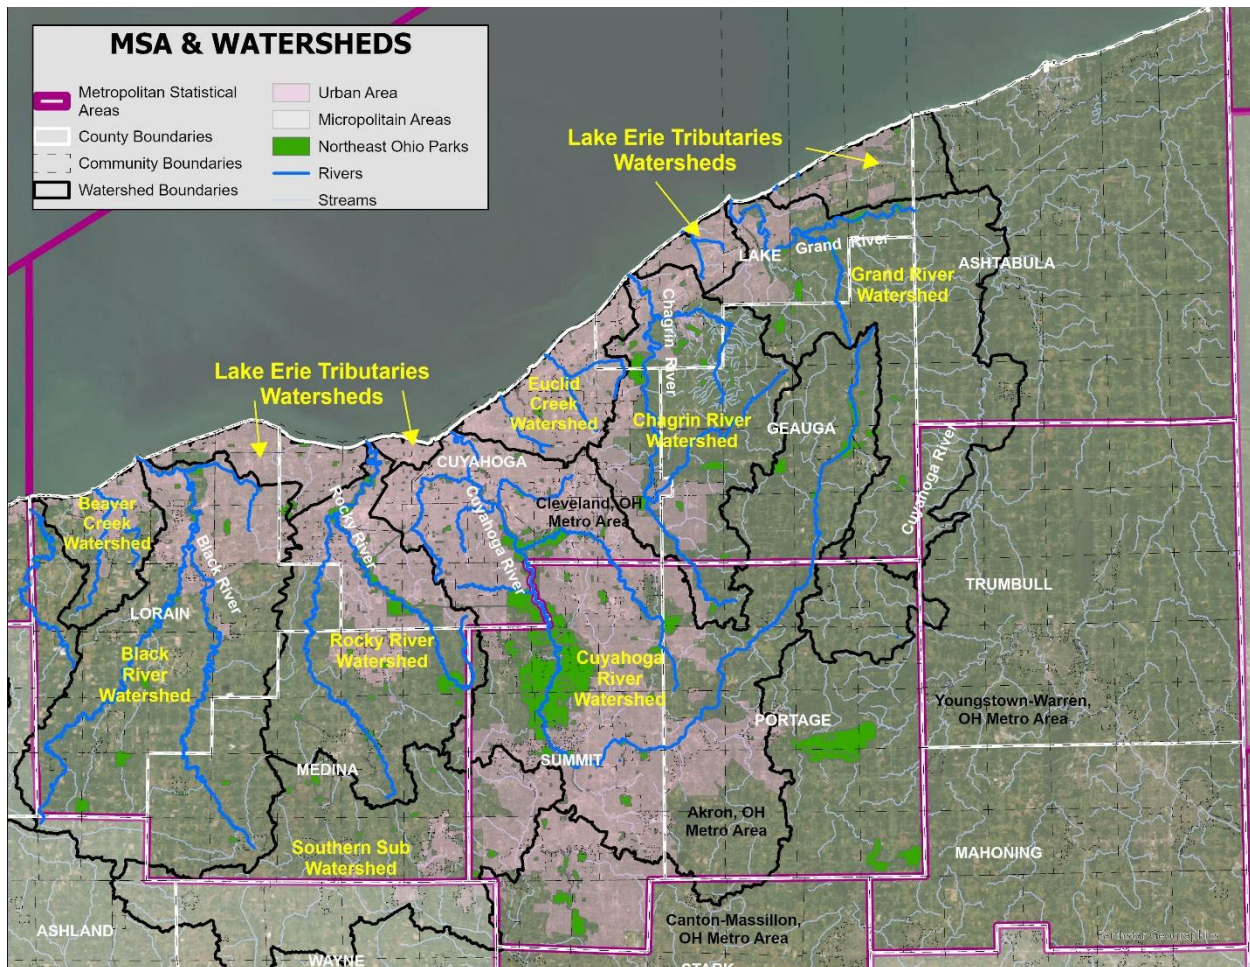 MSA & WATERSHEDS
Metropolitan Statistical
Areas
County Boundaries
Community Boundaries
Watershed Boundaries
Urban Area
Micropolitain Areas
Northeast Ohio Parks
Rivers
Streams
Lake Erie Tributaries
Watersheds
LAKE
Grand River
ASHTABULA
Grand River
Watershed
Chagrin River
Lake Erie Tributaries
Watersheds
Euclid
Creek
Watershed
Chagrin River
Watershed
GEAUGA
CUYAHOGA
Cuyahoga River
Beaver
Creek
Watershed
Rocky River
Cuyahoga River
Cleveland, OH
Metro Area
Black River
LORAIN
TRUMBULL
Black
River
Watershed
Rocky River
Watershed
Cuyahoga
River
Watershed
Youngstown-Warren,
OH Metro Area
PORTAGE
SUMMIT
MEDINA
Akron, OH
Metro Area
Southern Sub
Watershed
MAHONING
ASHLAND
Canton-Massillon,
OH Metro Area
WAYNE
STARK